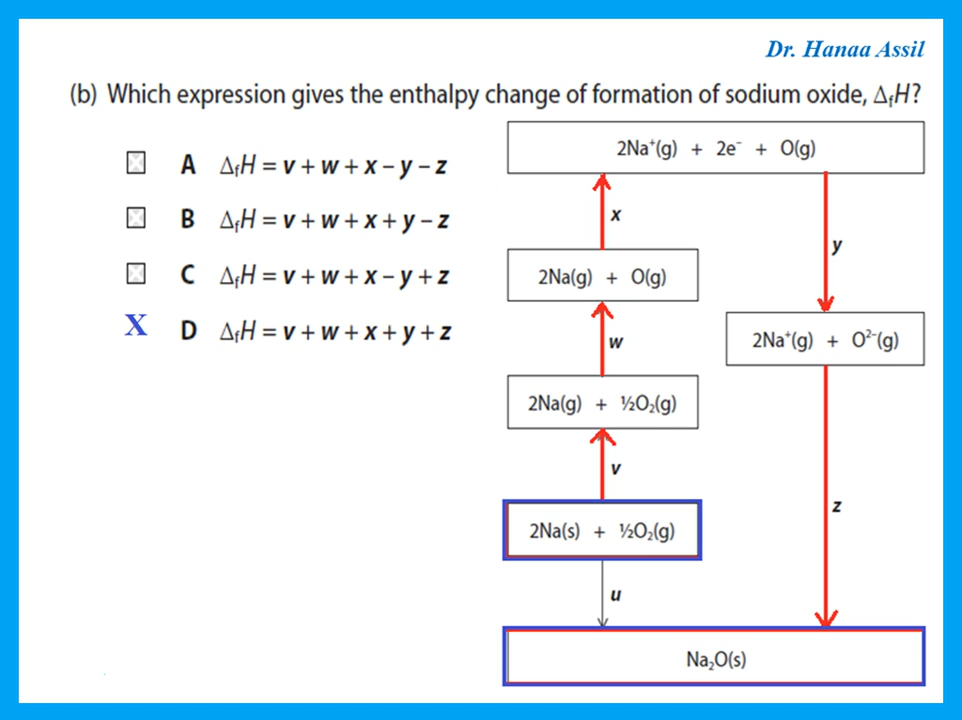 Dr. Hanaa Assil
(b) Which expression gives the enthalpy change of formation of sodium oxide, ΔfH?
A ΔfH = v + w + x − y − z
B ΔfH = v + w + x + y − z
C ΔfH = v + w + x − y + z
X D ΔfH = v + w + x + y + z
2Na⁺(g) + 2e⁻ + O(g)
x
y
2Na(g) + O(g)
w
2Na⁺(g) + O²⁻(g)
2Na(g) + ½O₂(g)
v
z
2Na(s) + ½O₂(g)
u
Na₂O(s)